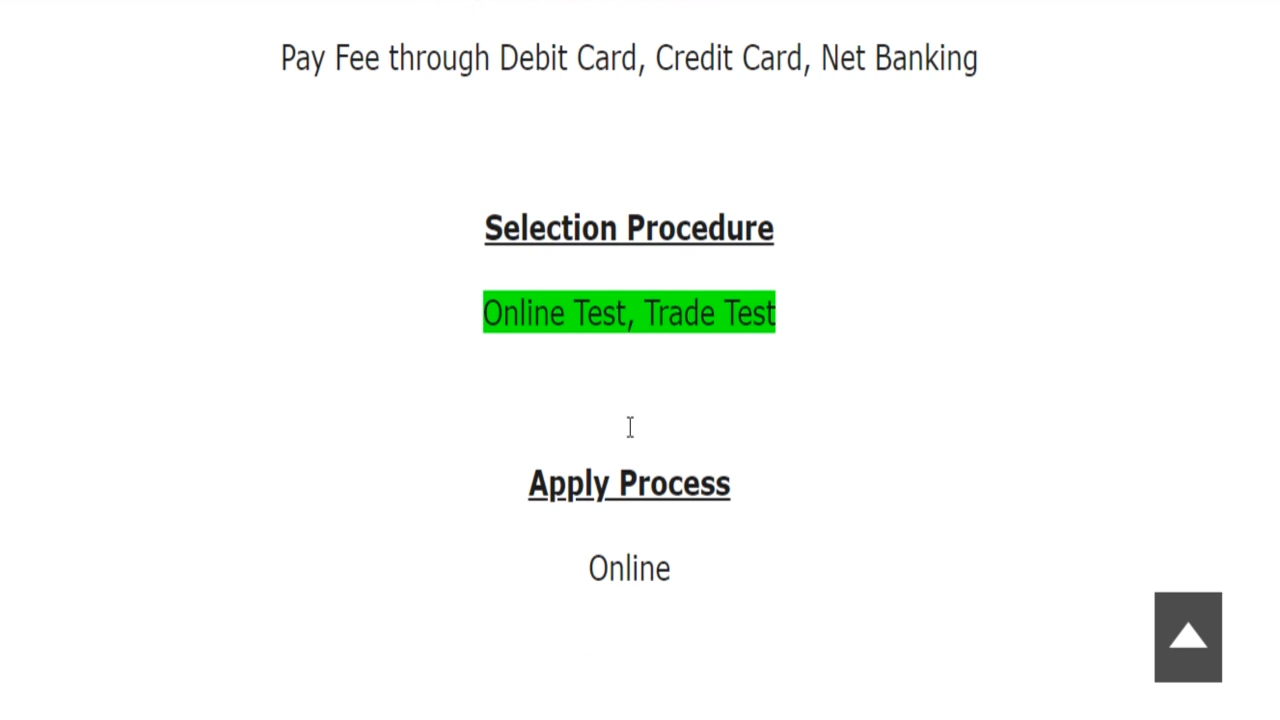 Pay Fee through Debit Card, Credit Card, Net Banking
Selection Procedure
Online Test, Trade Test
Apply Process
Online